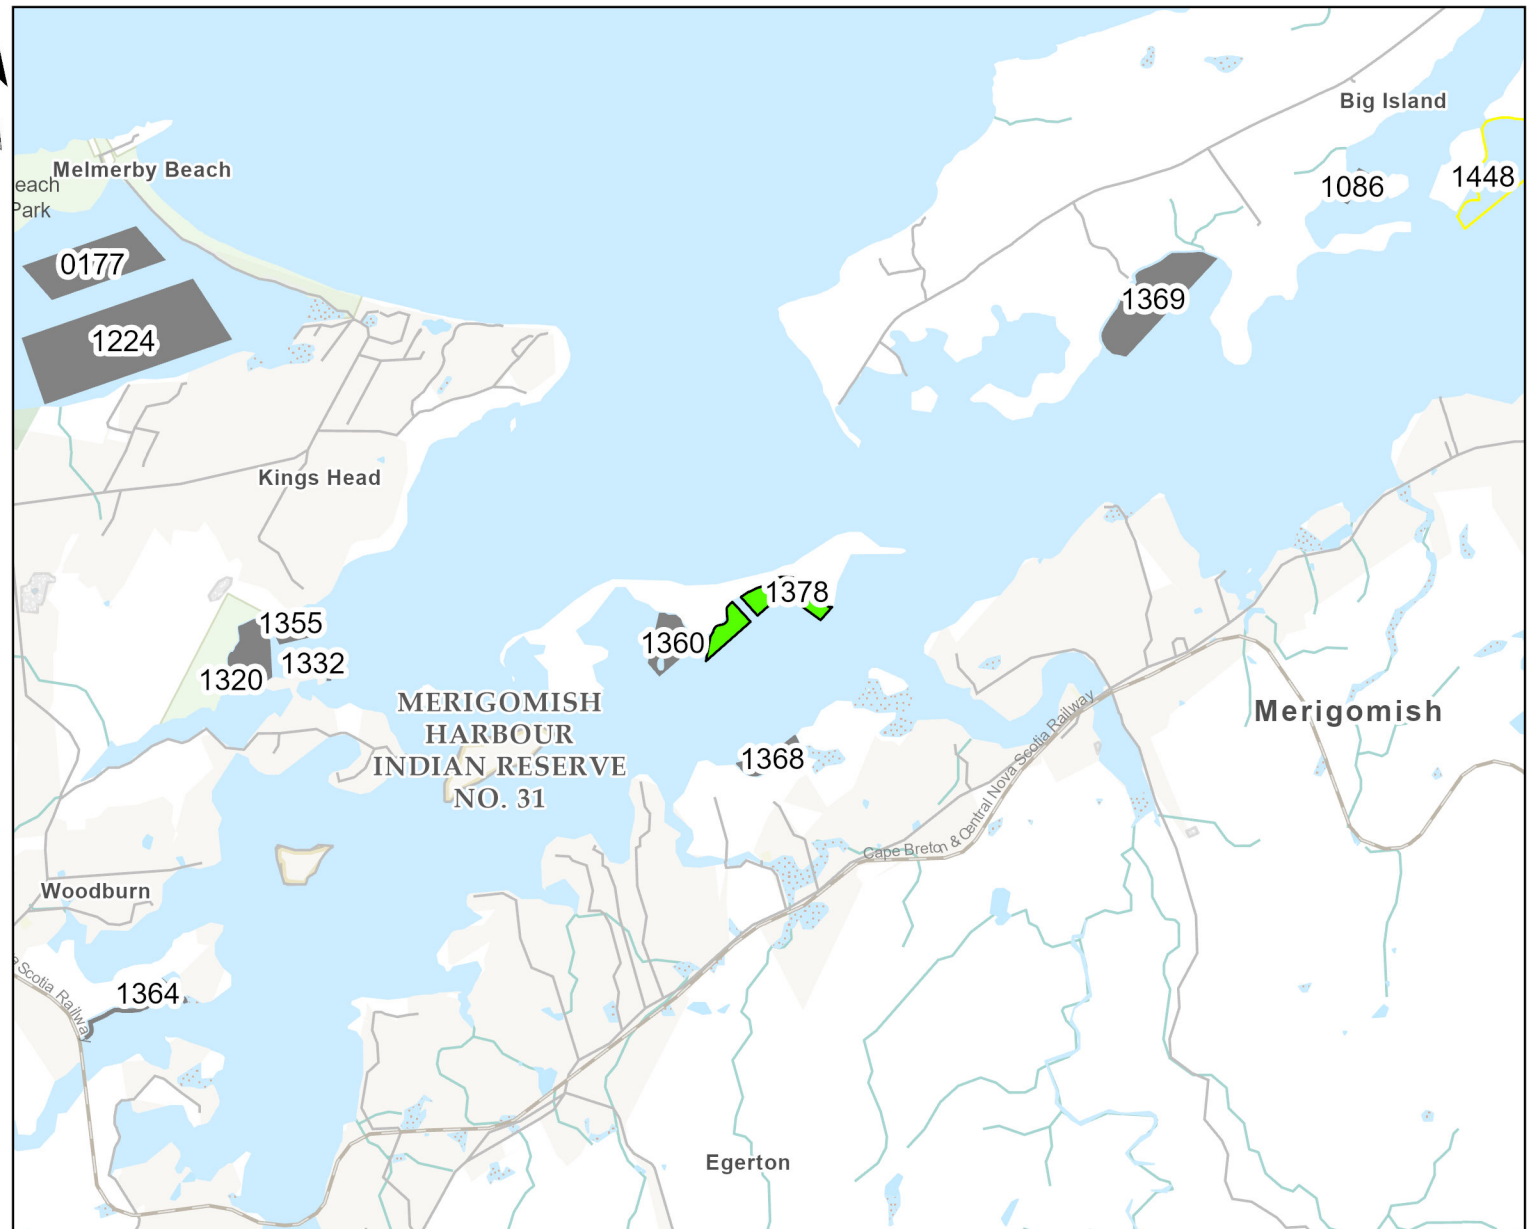 Big Island
Melmerby Beach
each
Park
1086
1448
0177
1369
1224
Kings Head
1378
1355
1360
1332
1320
MERIGOMISH
HARBOUR
INDIAN RESERVE
NO. 31
Merigomish
1368
Cape Breton & Central Nova Scotia Railway
Woodburn
a Scotia Railway
1364
Egerton